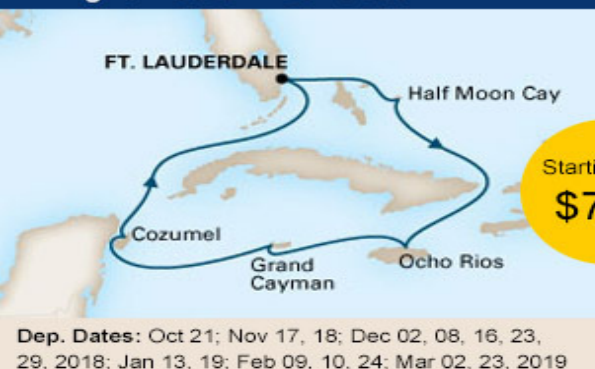 FT. LAUDERDALE
Half Moon Cay
Cozumel
Grand
Cayman
Ocho Rios
Dep. Dates: Oct 21; Nov 17, 18; Dec 02, 08, 16, 23,
29, 2018; Jan 13, 19; Feb 09, 10, 24; Mar 02, 23, 2019